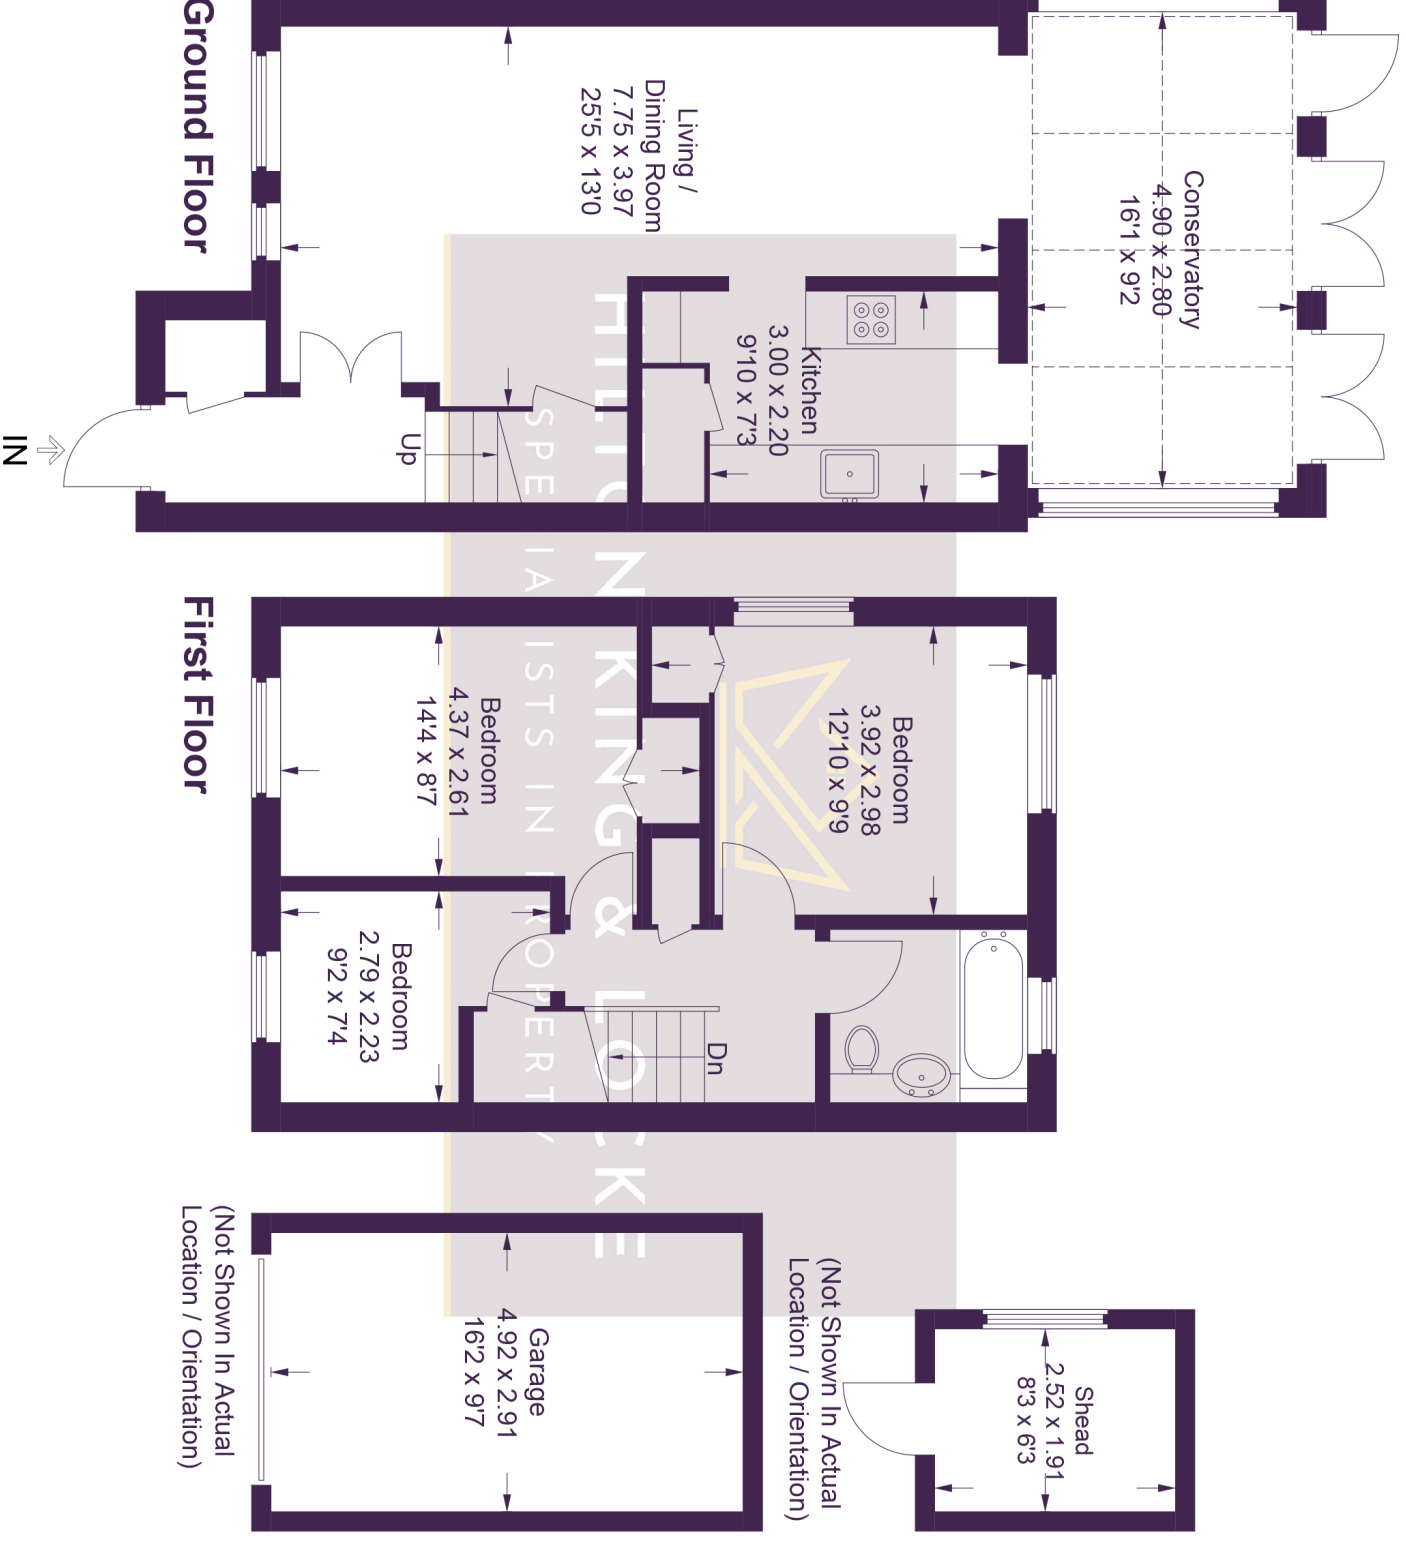 Conservatory
4.90 x 2.80
16'1 x 9'2
Living /
Dining Room
7.75 x 3.97
25'5 x 13'0
Kitchen
3.00 x 2.20
9'10 x 7'3
Up
IN
Ground Floor
Bedroom
3.92 x 2.98
12'10 x 9'9
Bedroom
4.37 x 2.61
14'4 x 8'7
Bedroom
2.79 x 2.23
9'2 x 7'4
Dn
First Floor
Shead
2.52 x 1.91
8'3 x 6'3
(Not Shown In Actual
Location / Orientation)
Garage
4.92 x 2.91
16'2 x 9'7
(Not Shown In Actual
Location / Orientation)
HILTON KING & LOCKE
SPECIALISTS IN PROPERTY